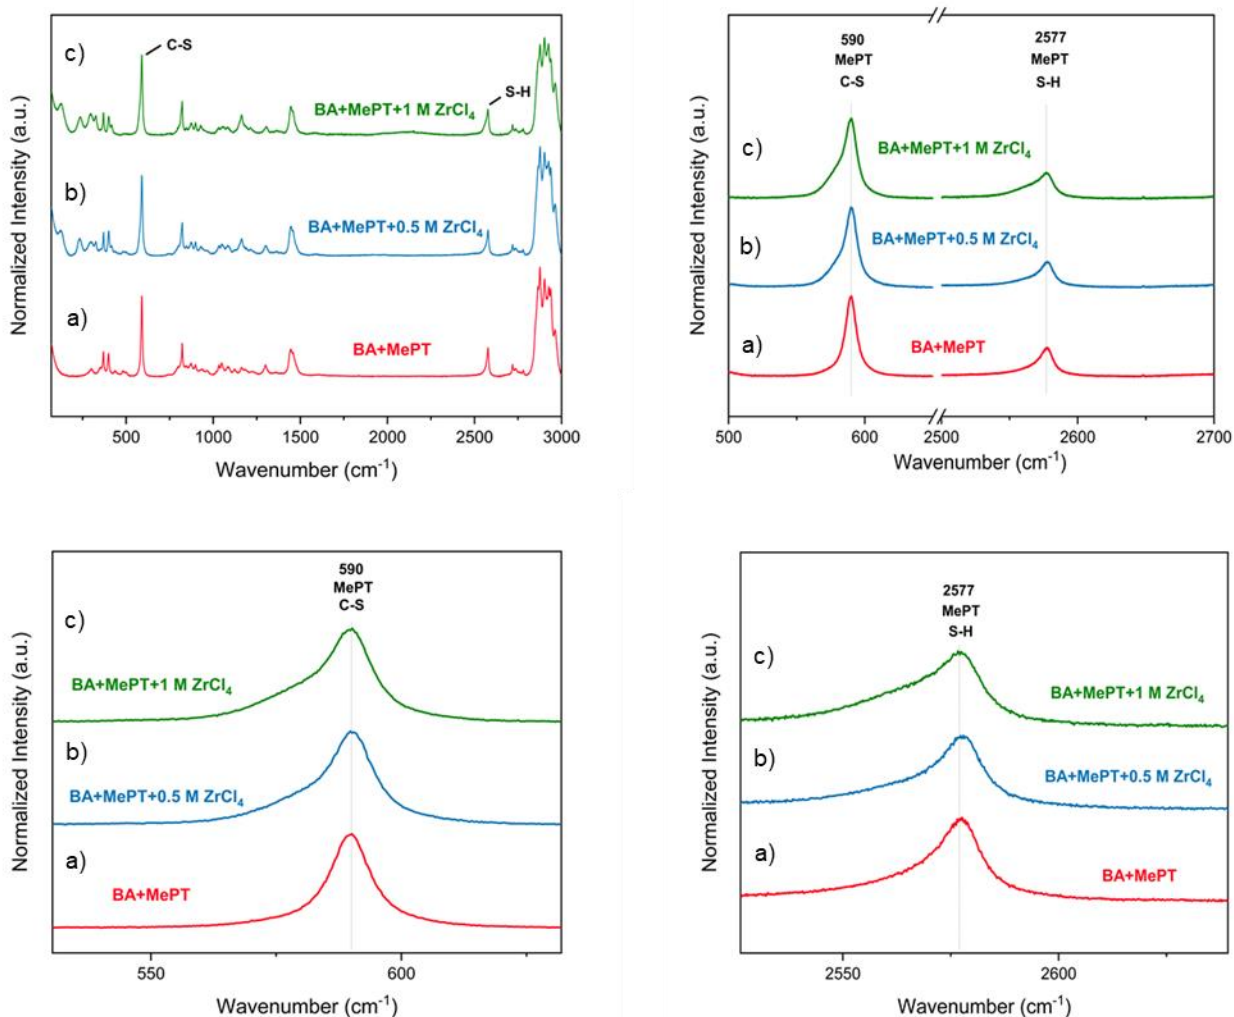 c)
C-S
S-H
BA+MePT+1 M ZrCl₄
b)
BA+MePT+0.5 M ZrCl₄
a)
BA+MePT
Normalized Intensity (a.u.)
500 1000 1500 2000 2500 3000
Wavenumber (cm⁻¹)
590
MePT
C-S
2577
MePT
S-H
c)
BA+MePT+1 M ZrCl₄
b)
BA+MePT+0.5 M ZrCl₄
a)
BA+MePT
Normalized Intensity (a.u.)
500 600 2500 2600 2700
Wavenumber (cm⁻¹)
590
MePT
C-S
c)
BA+MePT+1 M ZrCl₄
b)
BA+MePT+0.5 M ZrCl₄
a)
BA+MePT
Normalized Intensity (a.u.)
550 600
Wavenumber (cm⁻¹)
2577
MePT
S-H
c)
BA+MePT+1 M ZrCl₄
b)
BA+MePT+0.5 M ZrCl₄
a)
BA+MePT
Normalized Intensity (a.u.)
2550 2600
Wavenumber (cm⁻¹)